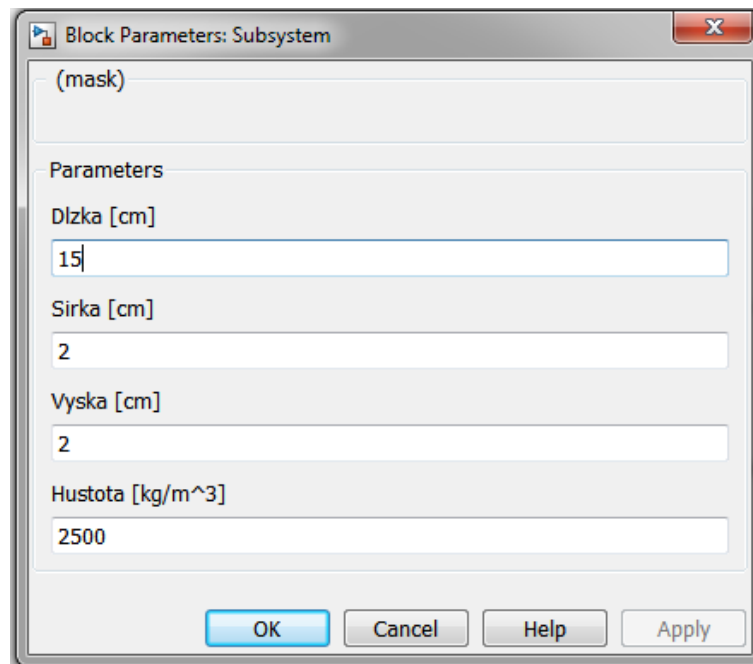 Block Parameters: Subsystem
(mask)
Parameters
Dlzka [cm]
15
Sirka [cm]
2
Vyska [cm]
2
Hustota [kg/m^3]
2500
OK Cancel Help Apply